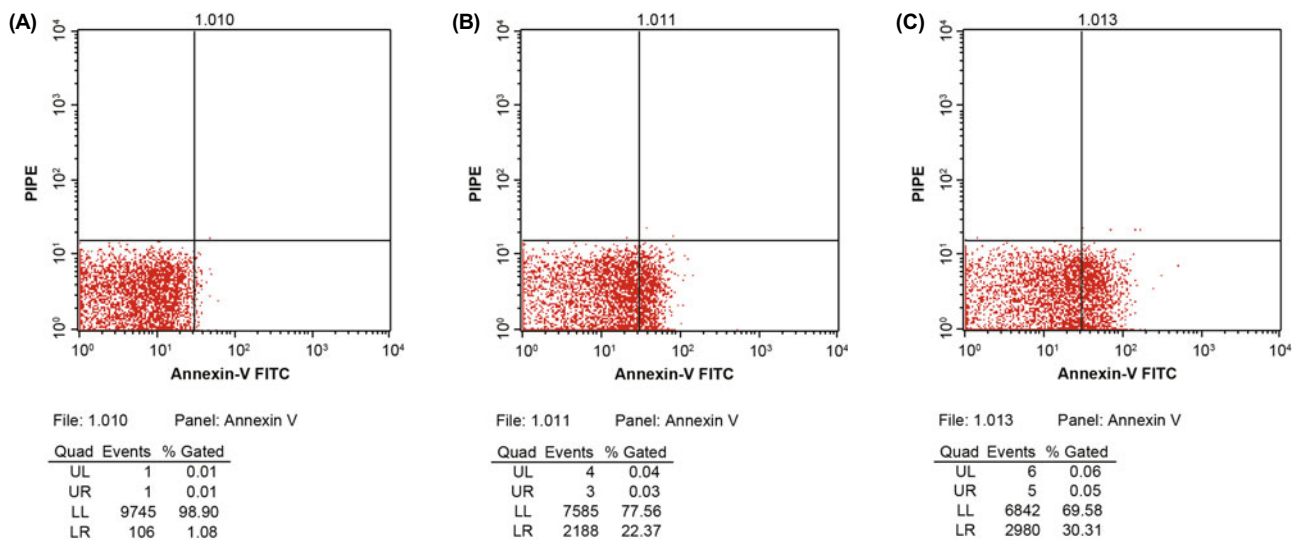 (A)
1.010
10⁴
10³
10²
10¹
10⁰
PIPE
10⁰ 10¹ 10² 10³ 10⁴
Annexin-V FITC
File: 1.010 Panel: Annexin V
Quad Events % Gated
UL 1 0.01
UR 1 0.01
LL 9745 98.90
LR 106 1.08
(B)
1.011
10⁴
10³
10²
10¹
10⁰
PIPE
10⁰ 10¹ 10² 10³ 10⁴
Annexin-V FITC
File: 1.011 Panel: Annexin V
Quad Events % Gated
UL 4 0.04
UR 3 0.03
LL 7585 77.56
LR 2188 22.37
(C)
1.013
10⁴
10³
10²
10¹
10⁰
PIPE
10⁰ 10¹ 10² 10³ 10⁴
Annexin-V FITC
File: 1.013 Panel: Annexin V
Quad Events % Gated
UL 6 0.06
UR 5 0.05
LL 6842 69.58
LR 2980 30.31